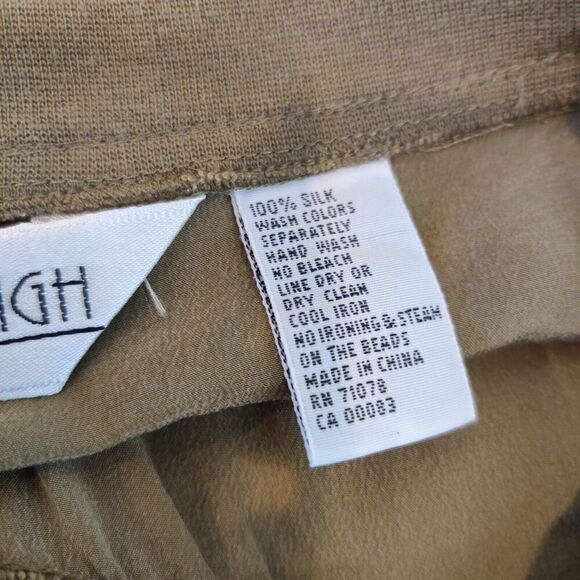 IGH
100% SILK
WASH COLORS
SEPARATELY
HAND WASH
NO BLEACH
LINE DRY OR
DRY CLEAN
COOL IRON
NO IRONING & STEAM
ON THE BEADS
MADE IN CHINA
RN 71078
CA 00083